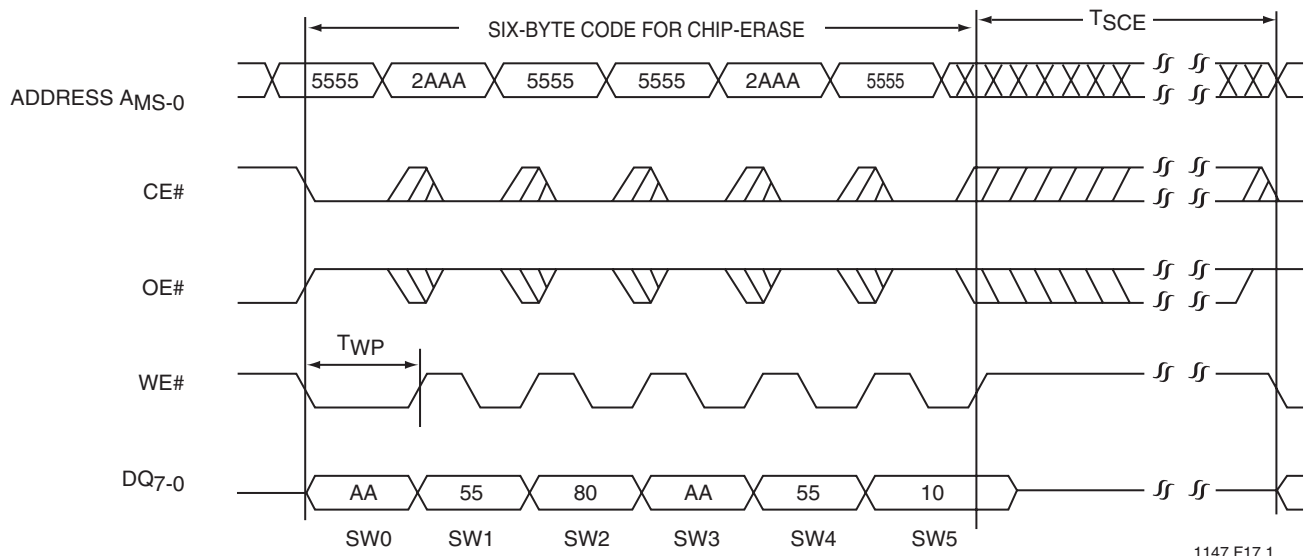 SIX-BYTE CODE FOR CHIP-ERASE
TSCE
ADDRESS AMS-0
5555 2AAA 5555 5555 2AAA 5555
CE#
OE#
TWP
WE#
DQ7-0
AA 55 80 AA 55 10
SW0 SW1 SW2 SW3 SW4 SW5
1147 F17.1